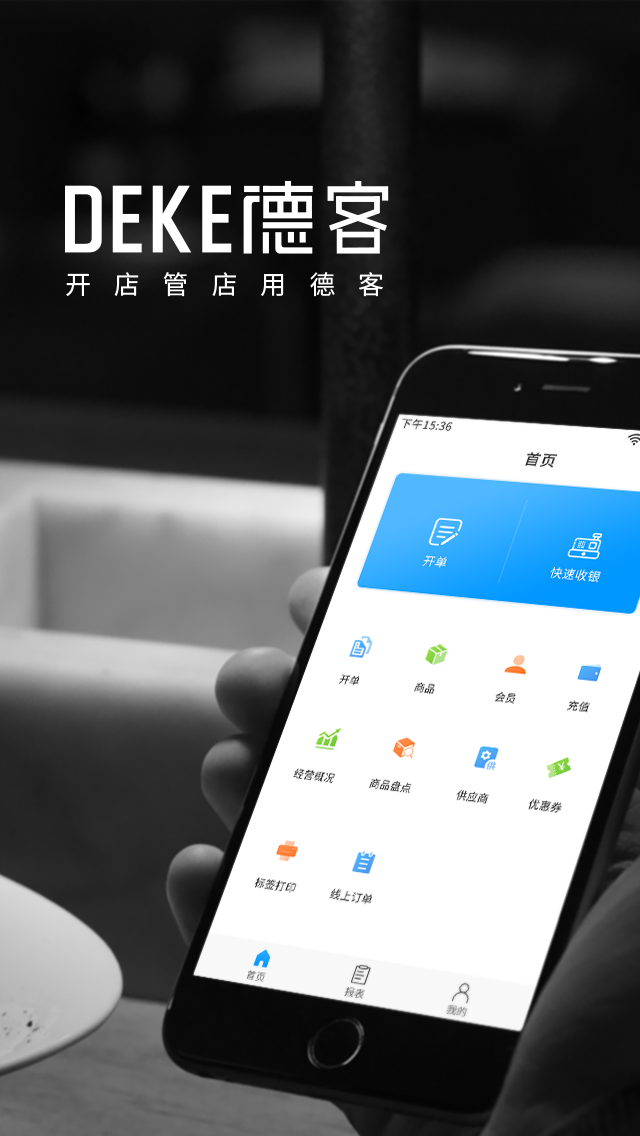 DEKE德客
开店管店用德客
下午15:36
首页
开单
快速收银
开单
商品
会员
充值
经营概况
商品盘点
供应商
优惠券
标签打印
线上订单
首页
报表
我的